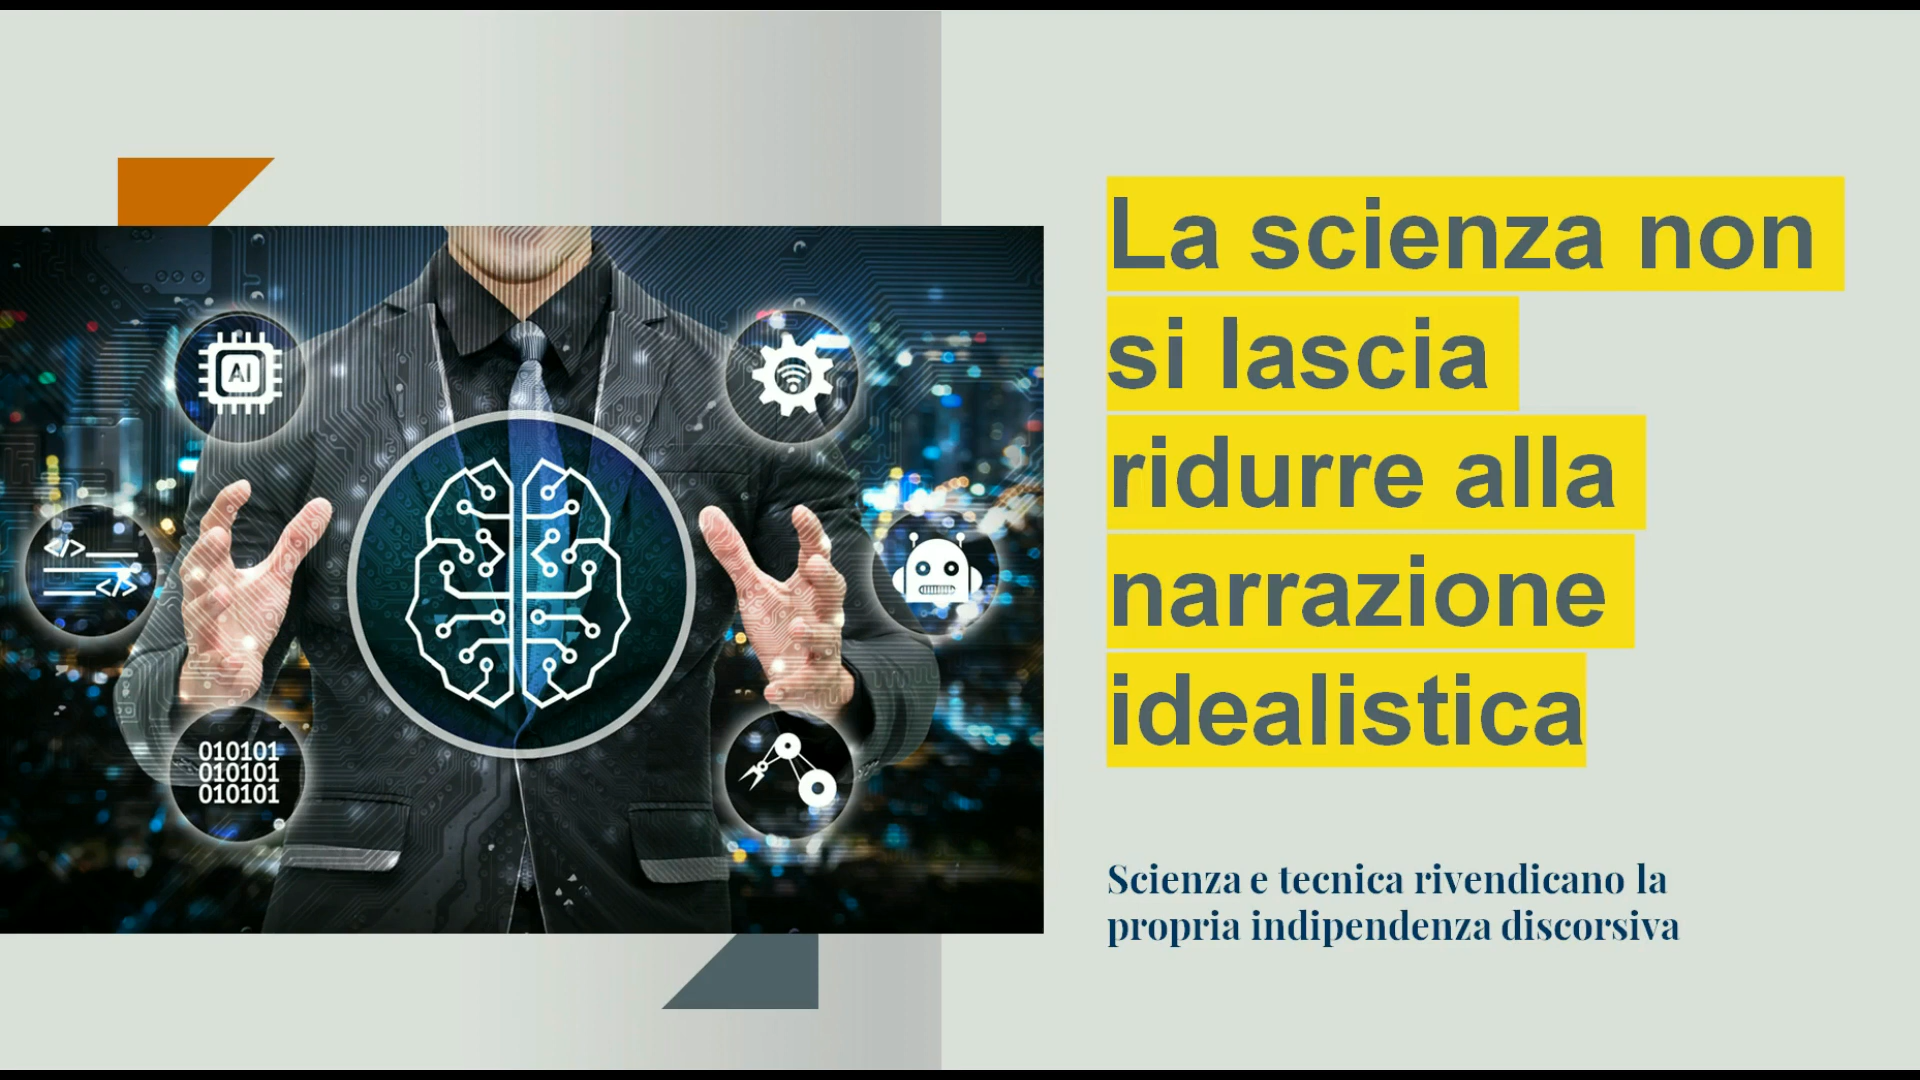 La scienza non
si lascia
ridurre alla
narrazione
idealistica
Scienza e tecnica rivendicano la
propria indipendenza discorsiva
AI
</>
</>
010101
010101
010101